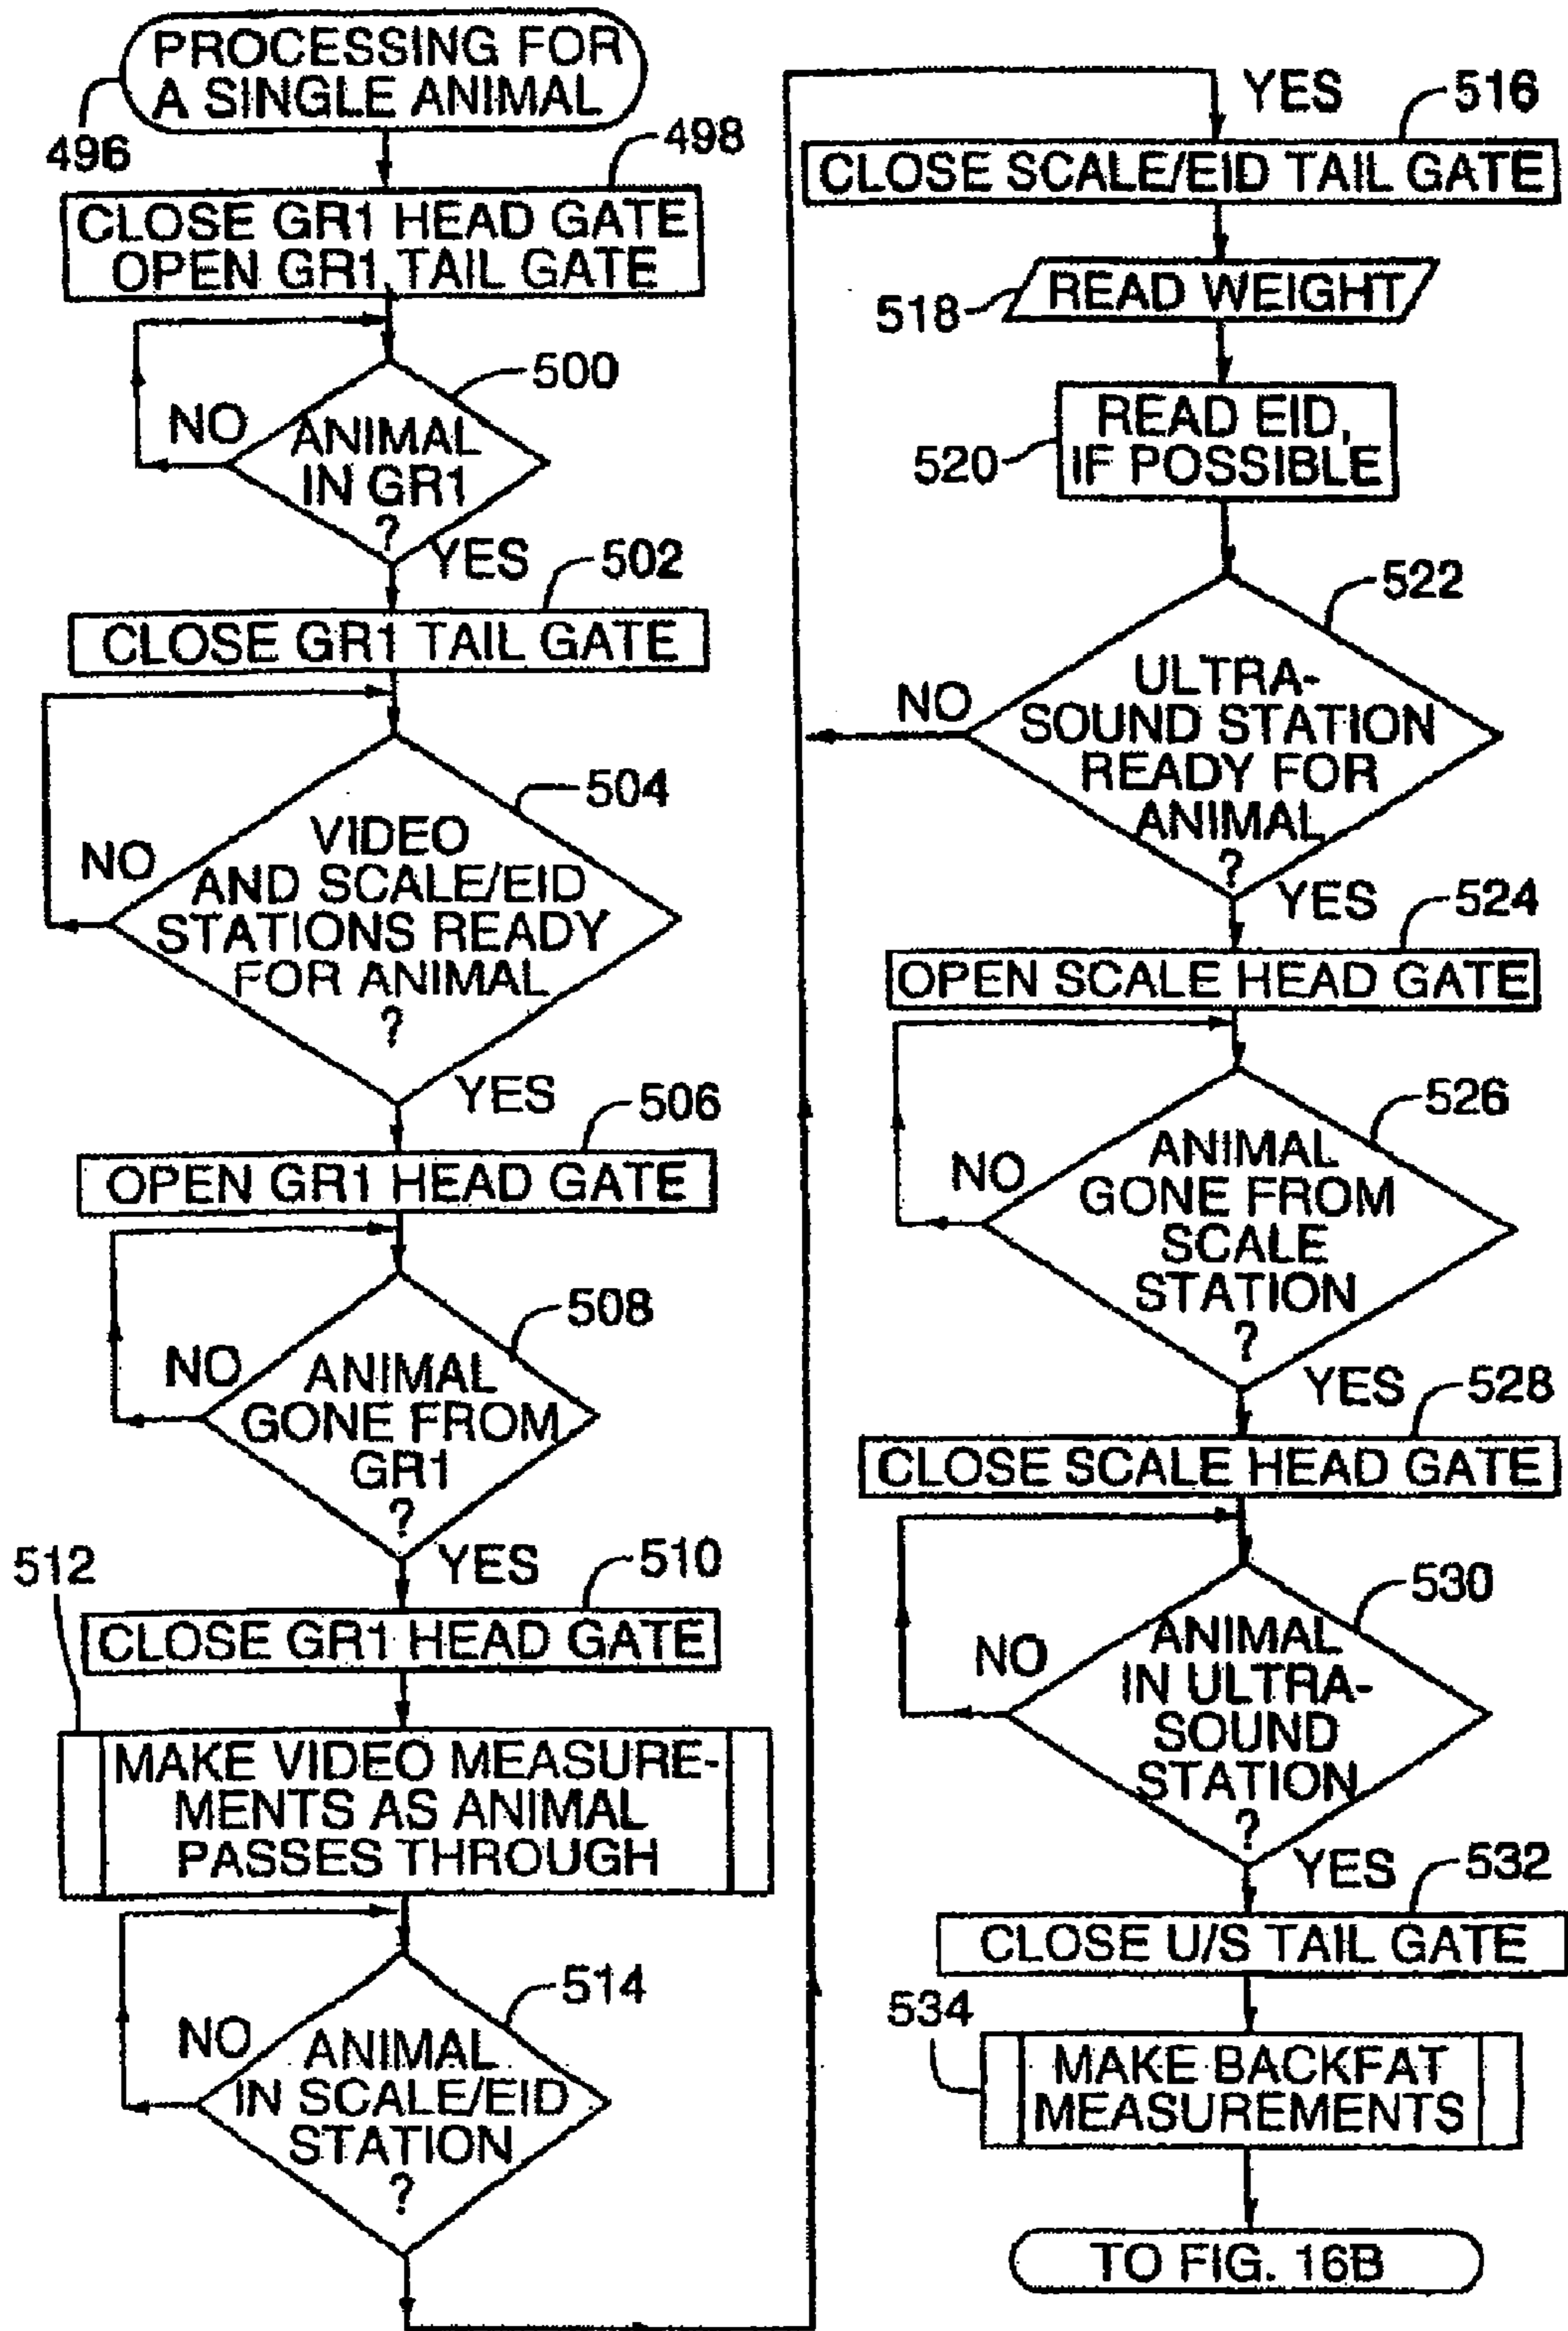 PROCESSING FOR
A SINGLE ANIMAL
496
498
CLOSE GR1 HEAD GATE
OPEN GR1 TAIL GATE
500
NO
ANIMAL
IN GR1
?
YES
502
CLOSE GR1 TAIL GATE
504
NO
VIDEO
AND SCALE/EID
STATIONS READY
FOR ANIMAL
?
YES
506
OPEN GR1 HEAD GATE
508
NO
ANIMAL
GONE FROM
GR1
?
YES
510
512
CLOSE GR1 HEAD GATE
MAKE VIDEO MEASURE-
MENTS AS ANIMAL
PASSES THROUGH
514
NO
ANIMAL
IN SCALE/EID
STATION
?
YES
516
CLOSE SCALE/EID TAIL GATE
518
READ WEIGHT
520
READ EID,
IF POSSIBLE
522
NO
ULTRA-
SOUND STATION
READY FOR
ANIMAL
?
YES
524
OPEN SCALE HEAD GATE
526
NO
ANIMAL
GONE FROM
SCALE
STATION
?
YES
528
CLOSE SCALE HEAD GATE
530
NO
ANIMAL
IN ULTRA-
SOUND
STATION
?
YES
532
CLOSE U/S TAIL GATE
534
MAKE BACKFAT
MEASUREMENTS
TO FIG. 16B